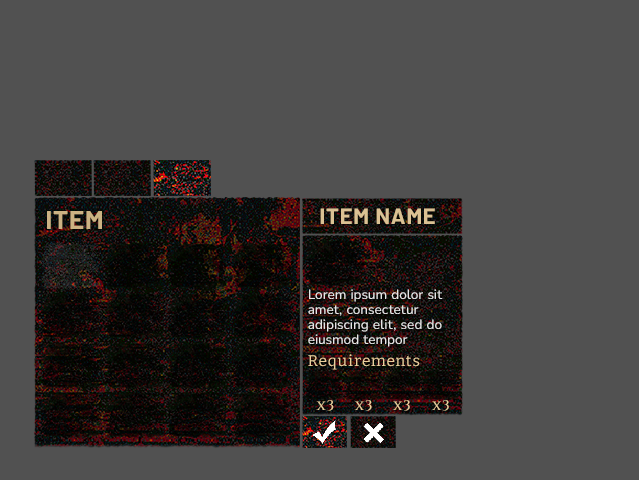 ITEM
ITEM NAME
Lorem ipsum dolor sit
amet, consectetur
adipiscing elit, sed do
eiusmod tempor
Requirements
x3 x3 x3 x3